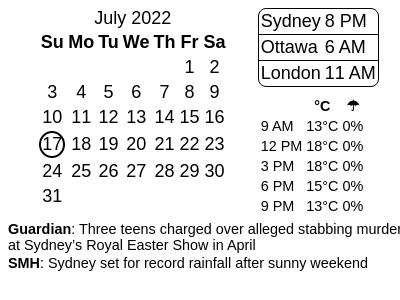 July 2022
Su Mo Tu We Th Fr Sa
1 2
3 4 5 6 7 8 9
10 11 12 13 14 15 16
17 18 19 20 21 22 23
24 25 26 27 28 29 30
31
Sydney 8 PM
Ottawa 6 AM
London 11 AM
°C ☂
9 AM 13°C 0%
12 PM 18°C 0%
3 PM 18°C 0%
6 PM 15°C 0%
9 PM 13°C 0%
Guardian: Three teens charged over alleged stabbing murder
at Sydney's Royal Easter Show in April
SMH: Sydney set for record rainfall after sunny weekend